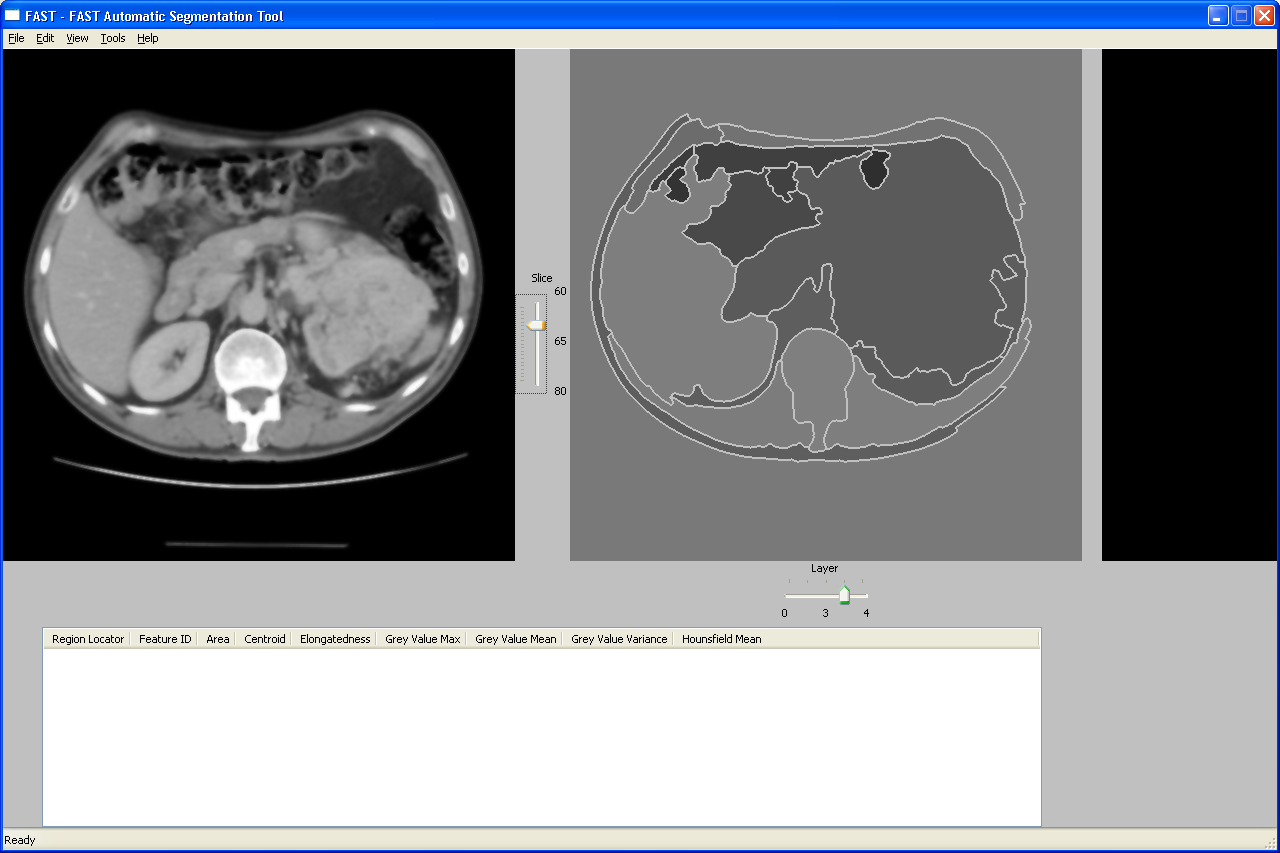 FAST - FAST Automatic Segmentation Tool
File Edit View Tools Help
Slice
60
65
80
Layer
0 3 4
Region Locator Feature ID Area Centroid Elongatedness Grey Value Max Grey Value Mean Grey Value Variance Hounsfield Mean
Ready